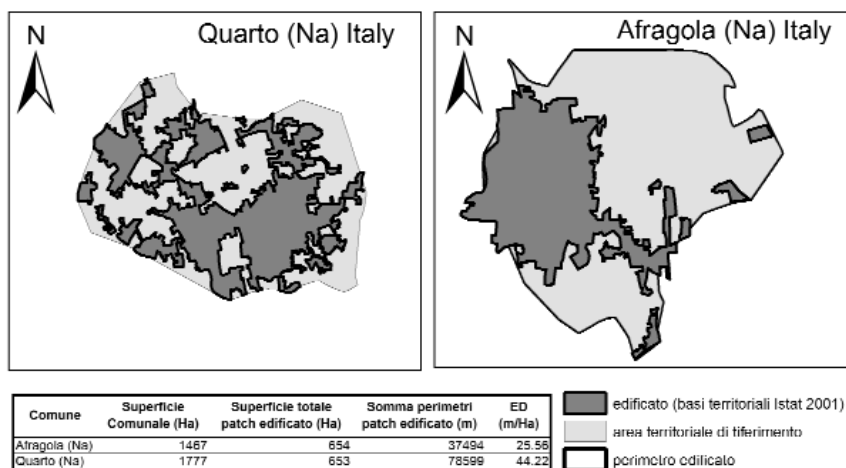 Quarto (Na) Italy
N
Afragola (Na) Italy
N
Comune Superficie Comunale (Ha) Superficie totale patch edificato (Ha) Somma perimetri patch edificato (m) ED (m/Ha)
Afragola (Na) 1467 654 37494 25.56
Quarto (Na) 1777 653 78599 44.22
edificato (basi territoriali Istat 2001)
area territoriale di tiferimento
perimetro edilicalo